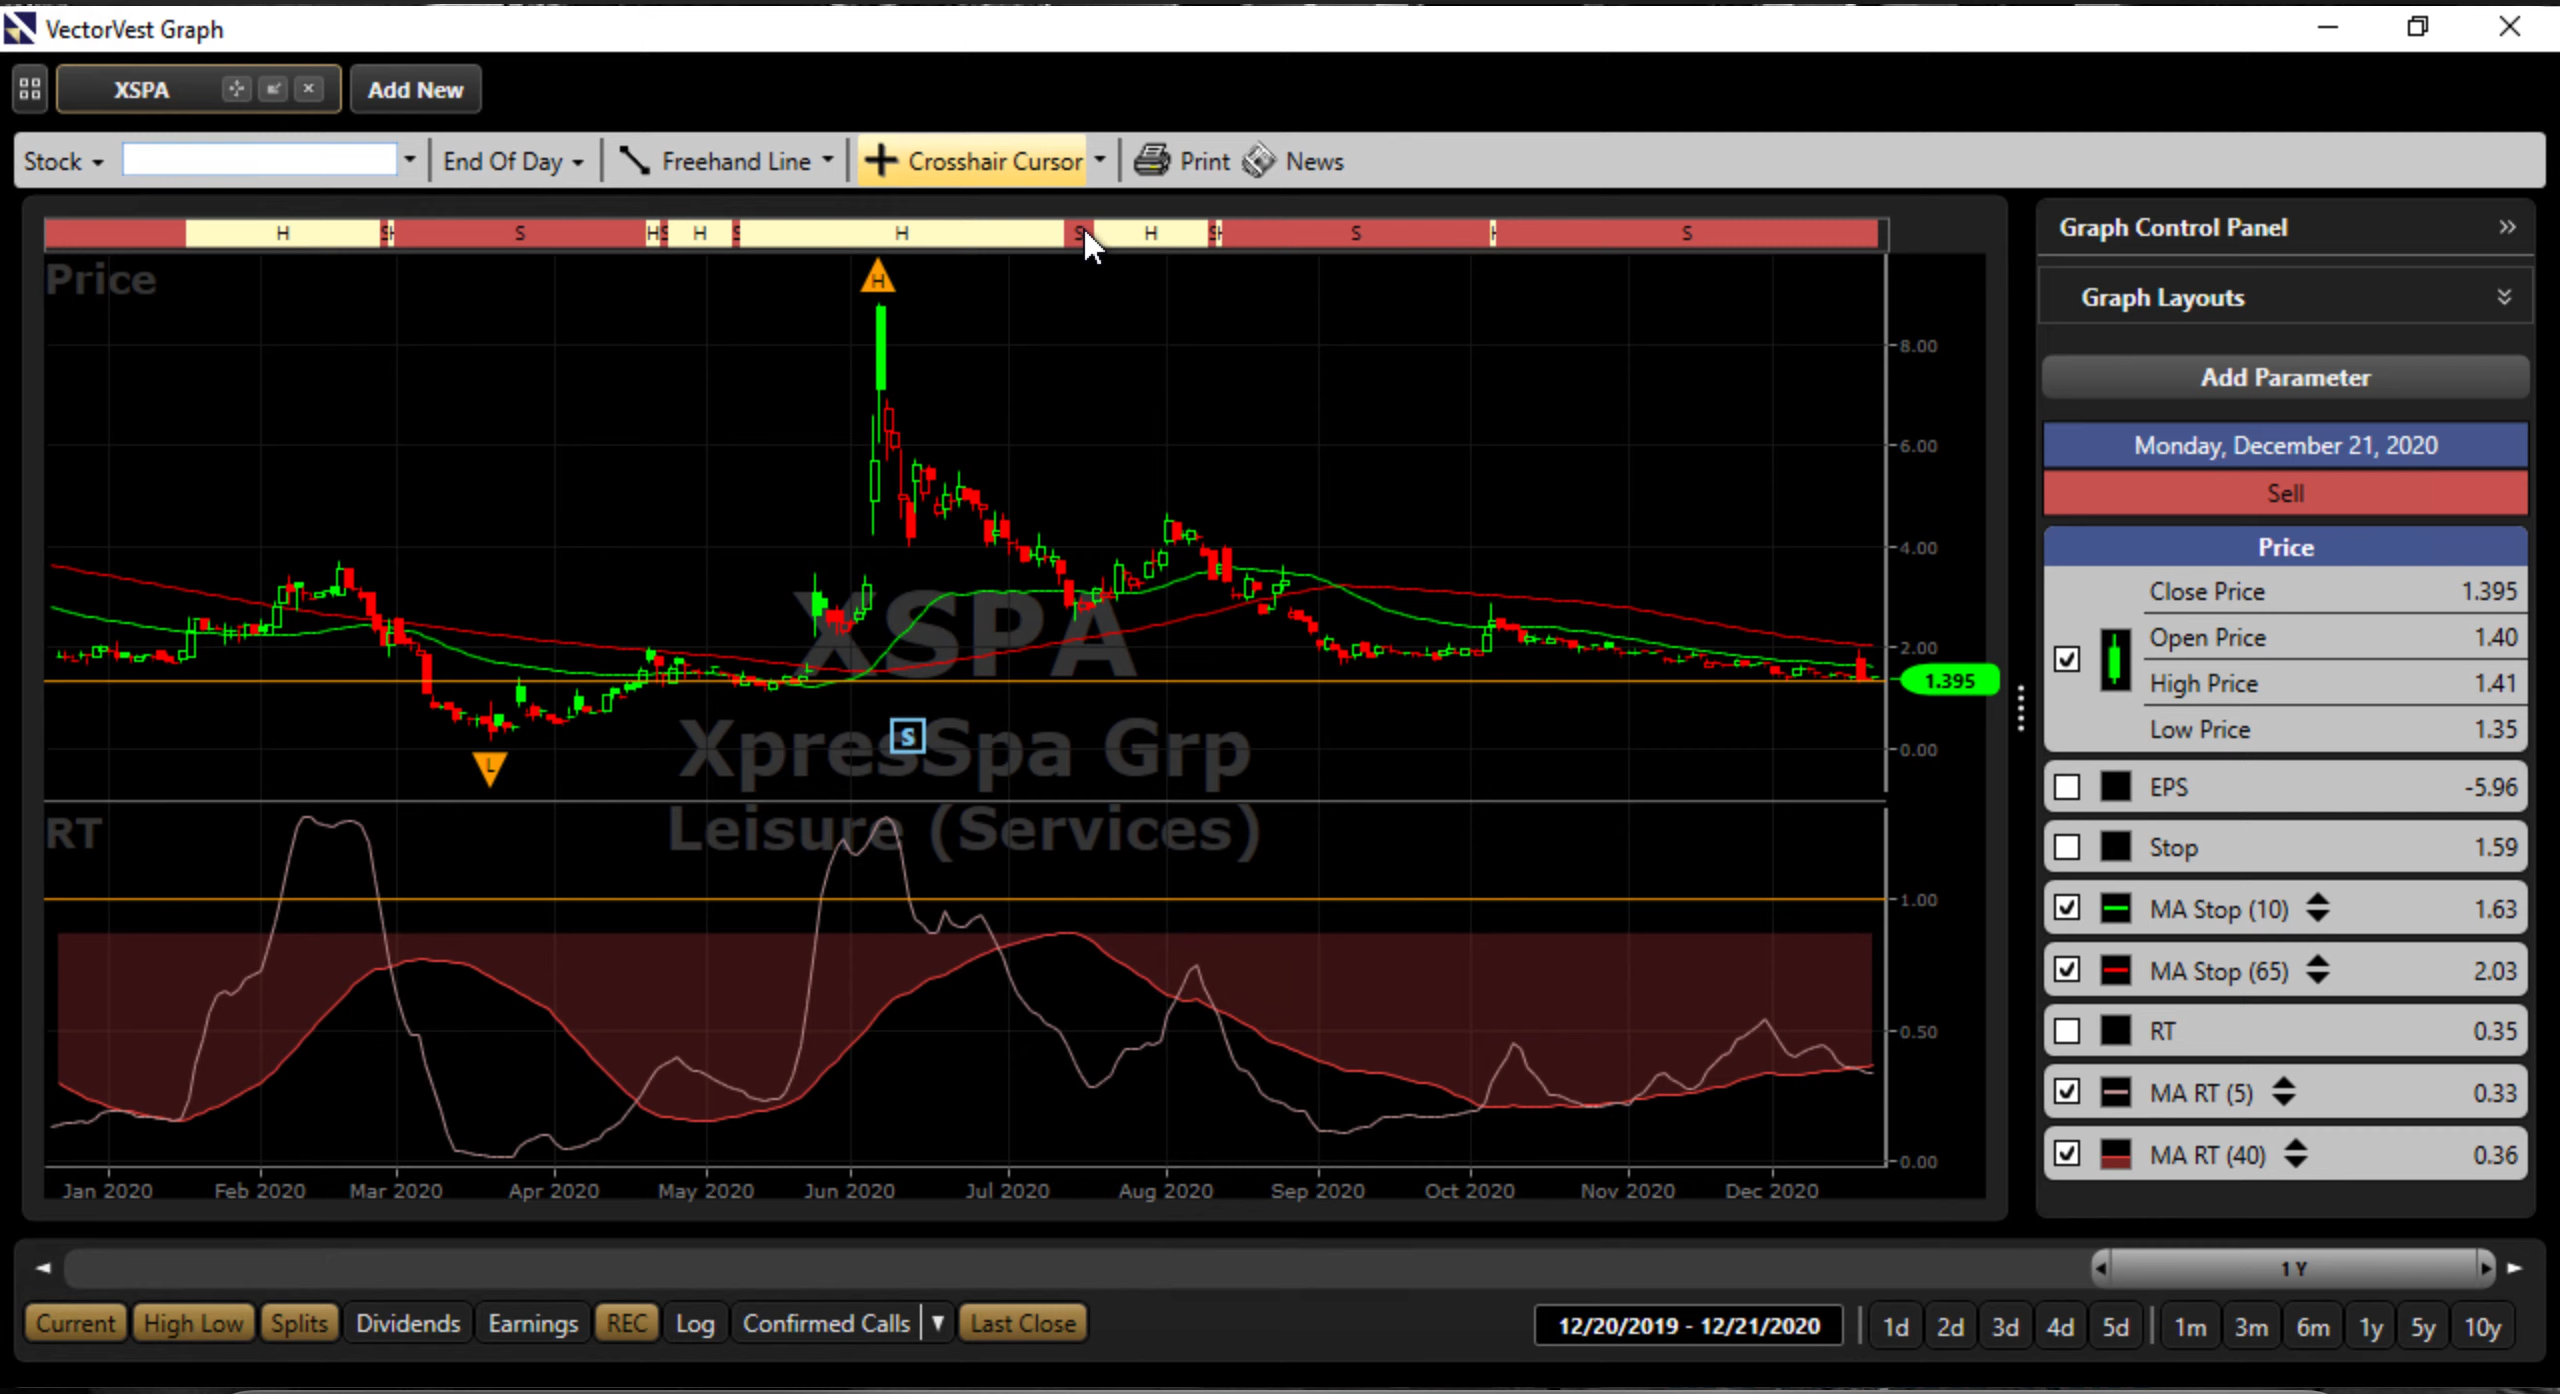 VectorVest Graph
XSPA Add New
Stock End Of Day Freehand Line Crosshair Cursor Print News
H S H S H S H S H S H S H S H S
Price
H
8.00
6.00
4.00
2.00
1.395
0.00
XSPA
XpresSpa Grp
Leisure (Services)
S
L
RT
1.00
0.50
0.00
Jan 2020 Feb 2020 Mar 2020 Apr 2020 May 2020 Jun 2020 Jul 2020 Aug 2020 Sep 2020 Oct 2020 Nov 2020 Dec 2020
Graph Control Panel
Graph Layouts
Add Parameter
Monday, December 21, 2020
Sell
Price
Close Price 1.395
Open Price 1.40
High Price 1.41
Low Price 1.35
EPS -5.96
Stop 1.59
MA Stop (10) 1.63
MA Stop (65) 2.03
RT 0.35
MA RT (5) 0.33
MA RT (40) 0.36
1 Y
Current High Low Splits Dividends Earnings REC Log Confirmed Calls Last Close 12/20/2019 - 12/21/2020 1d 2d 3d 4d 5d 1m 3m 6m 1y 5y 10y